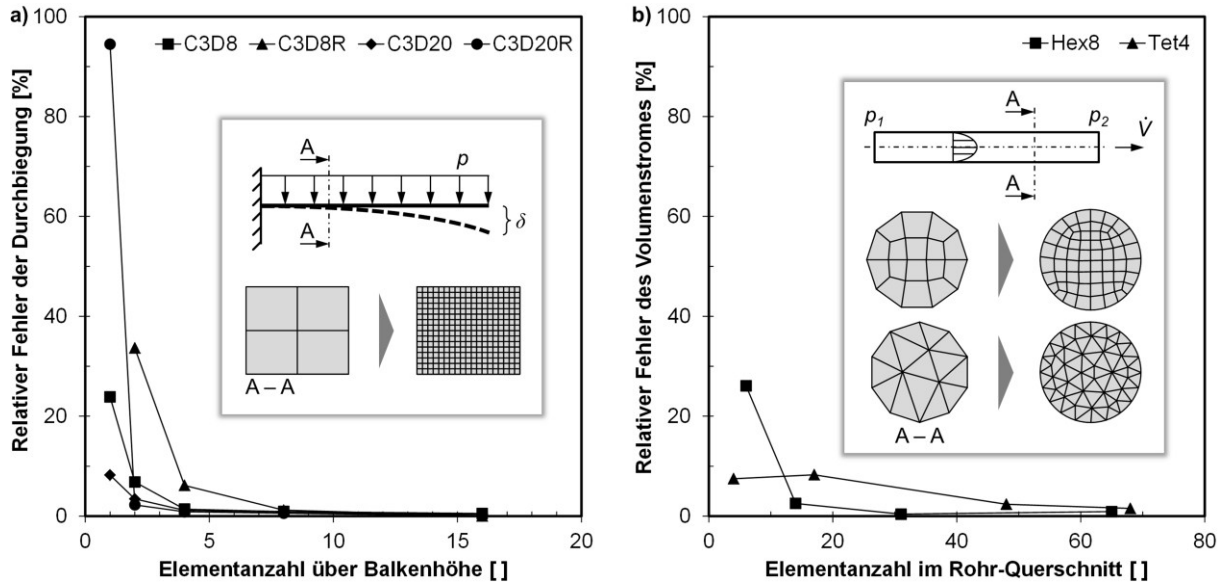 a)
Relativer Fehler der Durchbiegung [%]
100
80
60
40
20
0
C3D8 C3D8R C3D20 C3D20R
A
p
δ
A
A – A
0 5 10 15 20
Elementanzahl über Balkenhöhe [ ]
b)
Relativer Fehler des Volumenstromes [%]
100
80
60
40
20
0
Hex8 Tet4
A
p1 p2
V̇
A
A – A
0 20 40 60 80
Elementanzahl im Rohr-Querschnitt [ ]